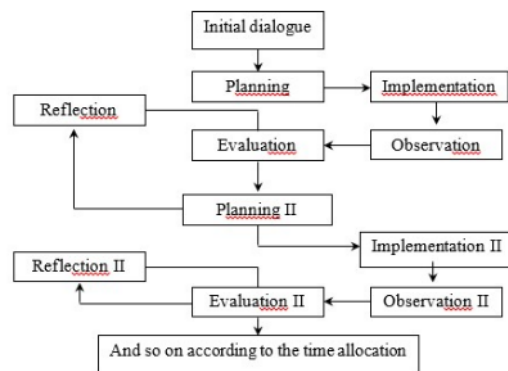 Initial dialogue
Planning
Implementation
Reflection
Evaluation
Observation
Planning II
Implementation II
Reflection II
Evaluation II
Observation II
And so on according to the time allocation